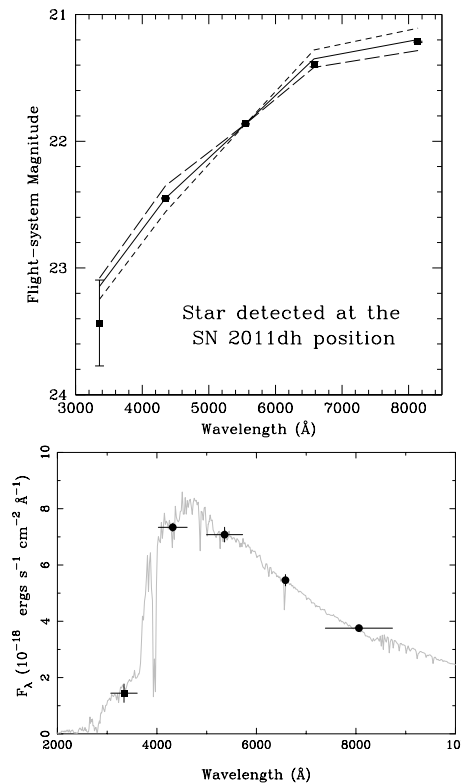 21
22
23
24
Flight-system Magnitude
Star detected at the
SN 2011dh position
3000 4000 5000 6000 7000 8000
Wavelength (Å)
10
8
6
4
2
0
F_λ (10⁻¹⁸ ergs s⁻¹ cm⁻² Å⁻¹)
2000 4000 6000 8000 10
Wavelength (Å)